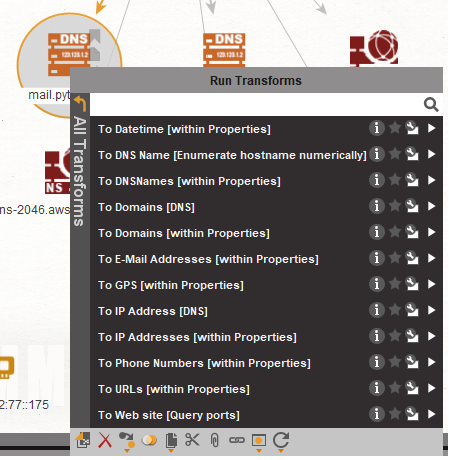 DNS
123.123.1.2
DNS
123.123.1.2
mail.pyt
Run Transforms
All Transforms
To Datetime [within Properties]
To DNS Name [Enumerate hostname numerically]
To DNSNames [within Properties]
To Domains [DNS]
To Domains [within Properties]
To E-Mail Addresses [within Properties]
To GPS [within Properties]
To IP Address [DNS]
To IP Addresses [within Properties]
To Phone Numbers [within Properties]
To URLs [within Properties]
To Web site [Query ports]
ns-2046.aws
2:77::175